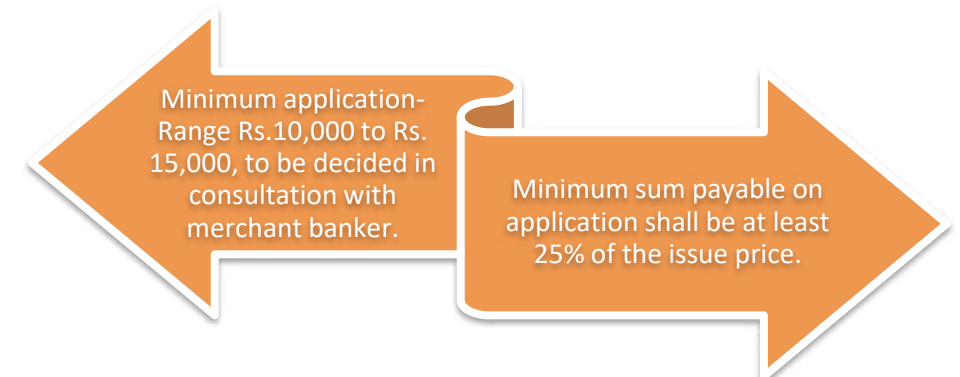 Minimum application-
Range Rs.10,000 to Rs.
15,000, to be decided in
consultation with
merchant banker.
Minimum sum payable on
application shall be at least
25% of the issue price.